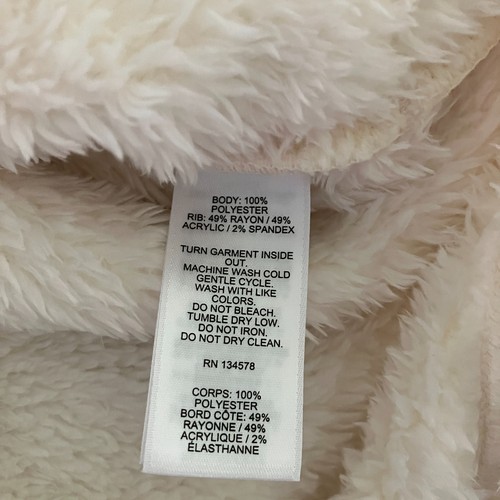 BODY: 100%
POLYESTER
RIB: 49% RAYON / 49%
ACRYLIC / 2% SPANDEX
TURN GARMENT INSIDE
OUT.
MACHINE WASH COLD
GENTLE CYCLE.
WASH WITH LIKE
COLORS.
DO NOT BLEACH.
TUMBLE DRY LOW.
DO NOT IRON.
DO NOT DRY CLEAN.
RN 134578
CORPS: 100%
POLYESTER
BORD CÔTE: 49%
RAYONNE / 49%
ACRYLIQUE / 2%
ÉLASTHANNE